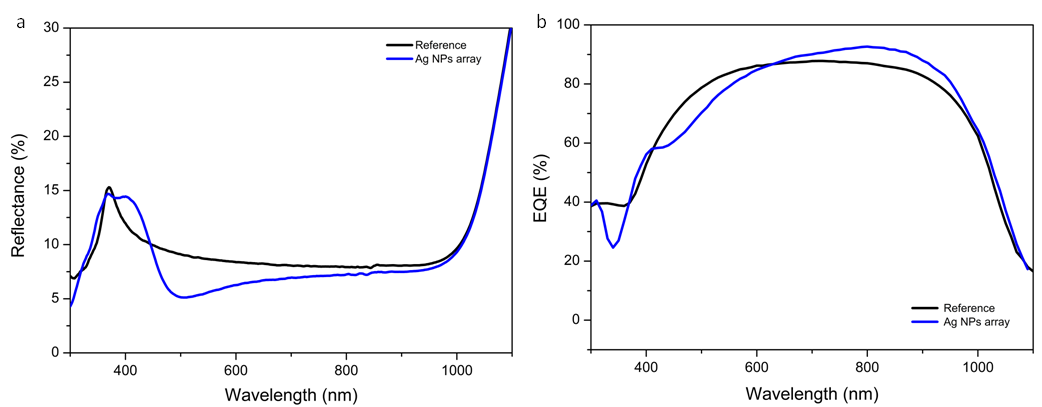 a
30
25
20
15
10
5
0
Reflectance (%)
Reference
Ag NPs array
400
600
800
1000
Wavelength (nm)
b
100
80
60
40
20
0
EQE (%)
Reference
Ag NPs array
400
600
800
1000
Wavelength (nm)